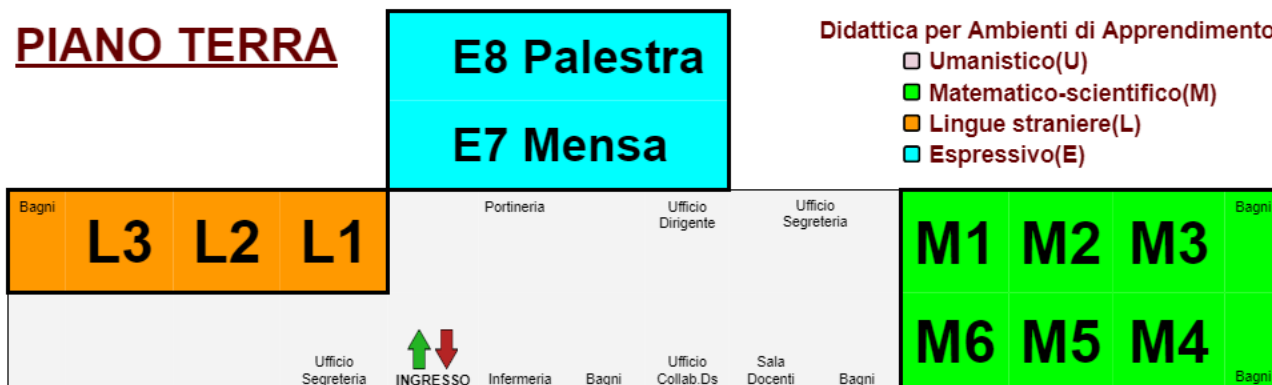 PIANO TERRA
E8 Palestra
E7 Mensa
Didattica per Ambienti di Apprendimento
Umanistico(U)
Matematico-scientifico(M)
Lingue straniere(L)
Espressivo(E)
Bagni
L3 L2 L1
Portineria
Ufficio
Dirigente
Ufficio
Segreteria
M1 M2 M3
Bagni
Ufficio
Segreteria
INGRESSO
Infermeria
Bagni
Ufficio
Collab.Ds
Sala
Docenti
Bagni
M6 M5 M4
Bagni